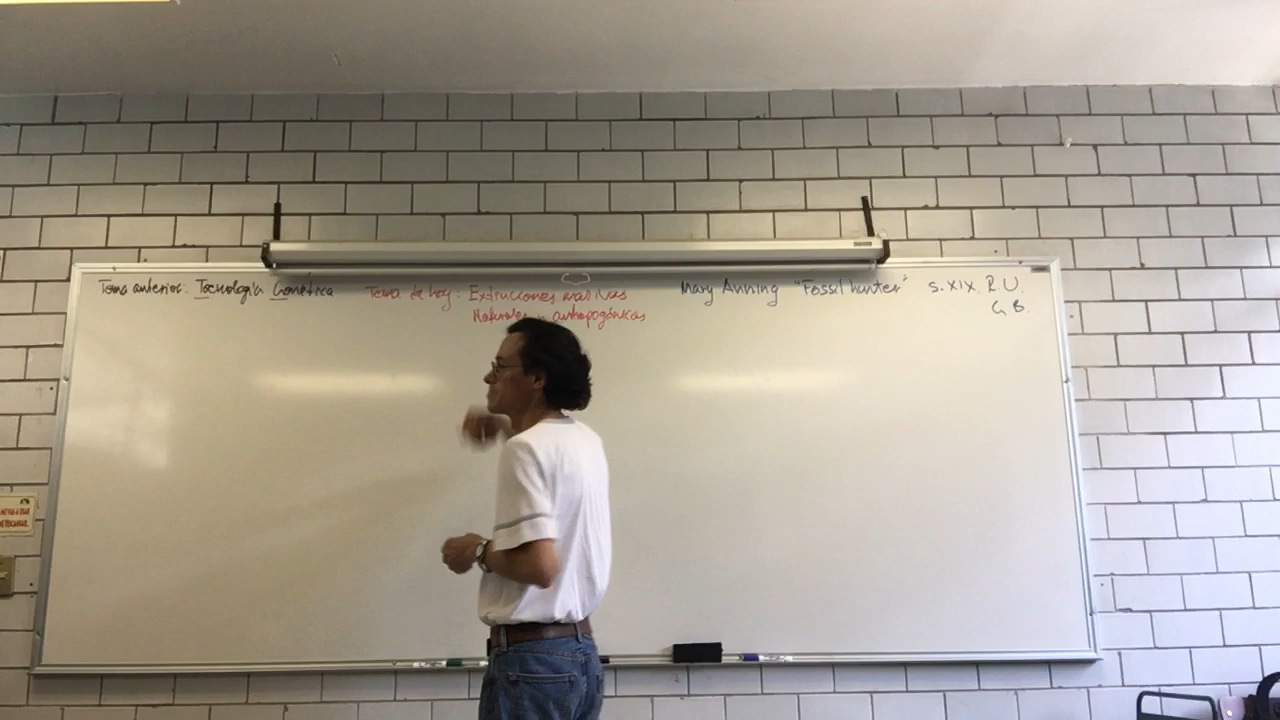 Tema anterior: Tecnología Genética
Tema de hoy: Extinciones masivas
Naturales y antropogénicas
Mary Anning "Fossil hunter" s. XIX R.U.
G.B.